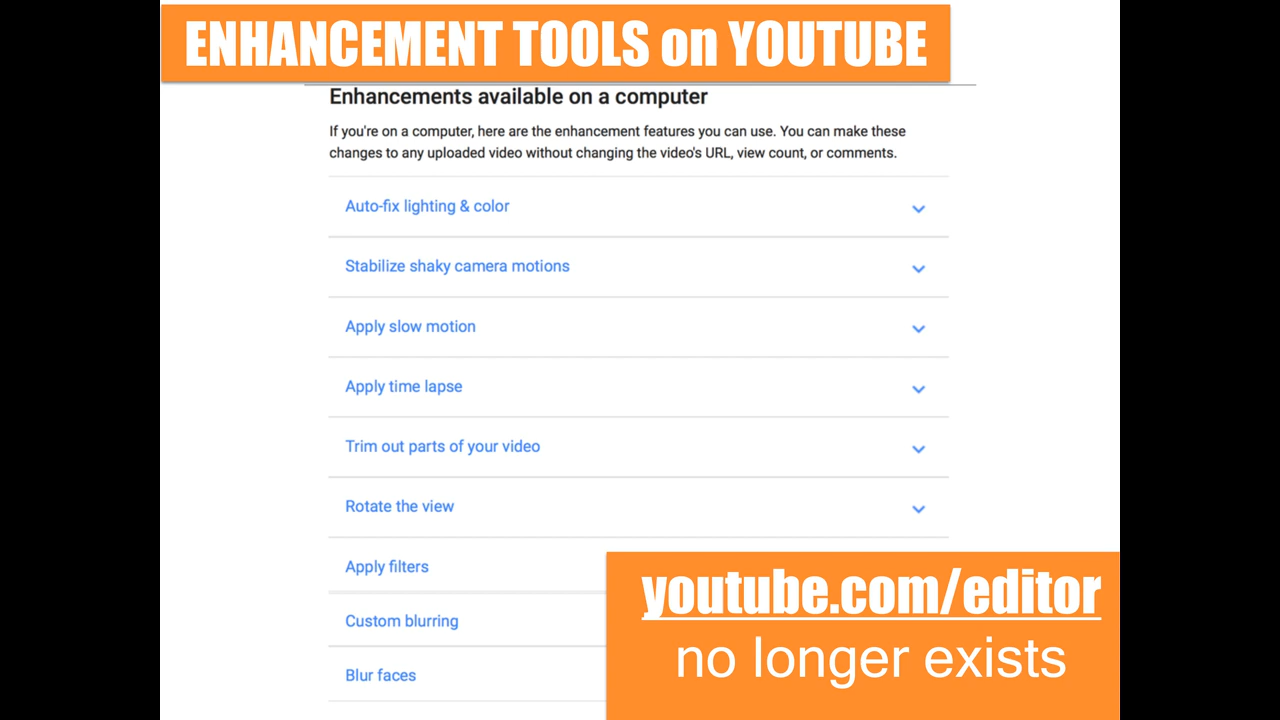 ENHANCEMENT TOOLS on YOUTUBE
Enhancements available on a computer
If you're on a computer, here are the enhancement features you can use. You can make these
changes to any uploaded video without changing the video's URL, view count, or comments.
Auto-fix lighting & color
Stabilize shaky camera motions
Apply slow motion
Apply time lapse
Trim out parts of your video
Rotate the view
Apply filters
Custom blurring
Blur faces
youtube.com/editor
no longer exists